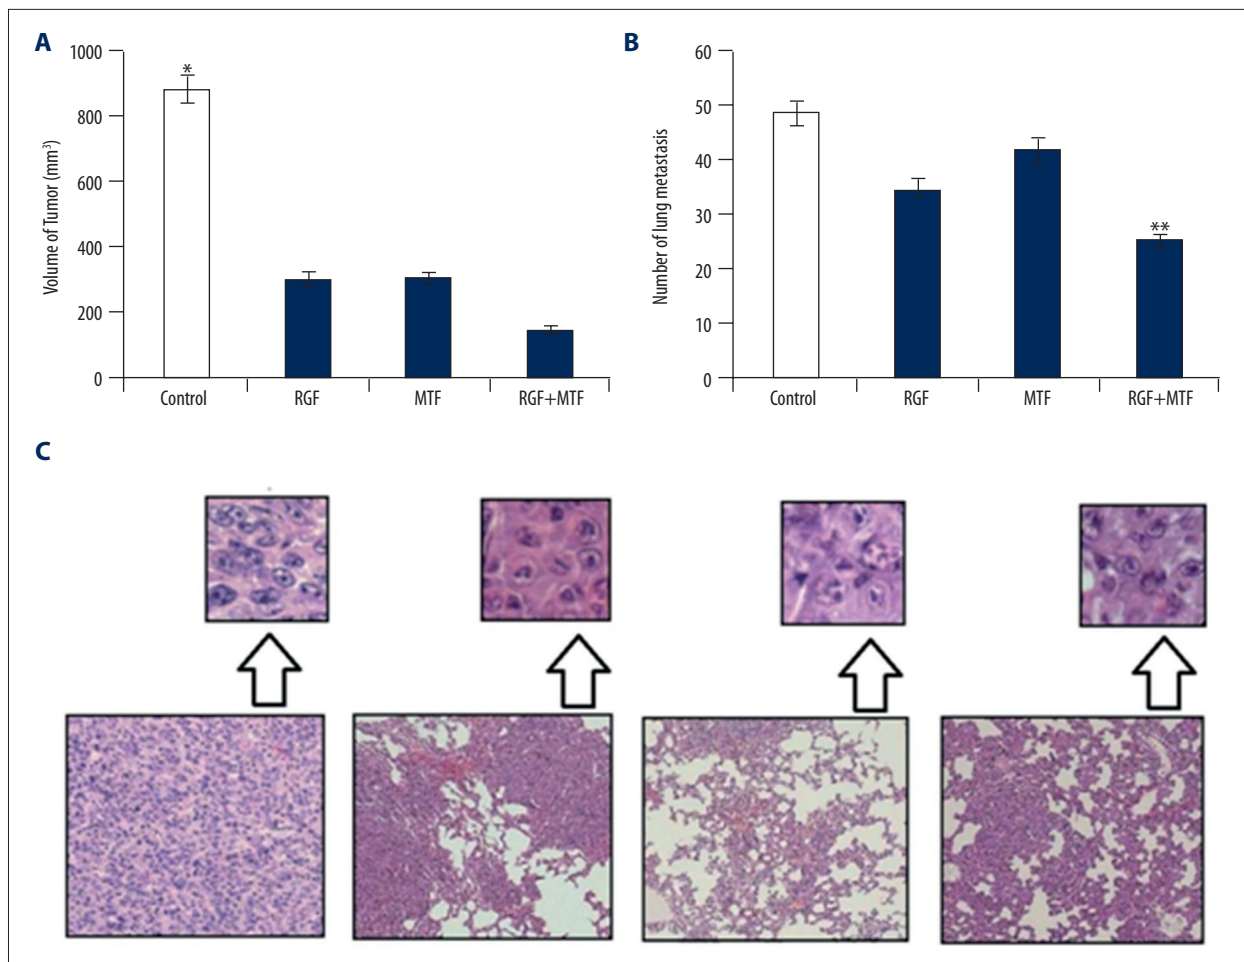 A
Volume of Tumor (mm³)
1000
800
600
400
200
0
*
Control
RGF
MTF
RGF+MTF
B
Number of lung metastasis
60
50
40
30
20
10
0
**
Control
RGF
MTF
RGF+MTF
C